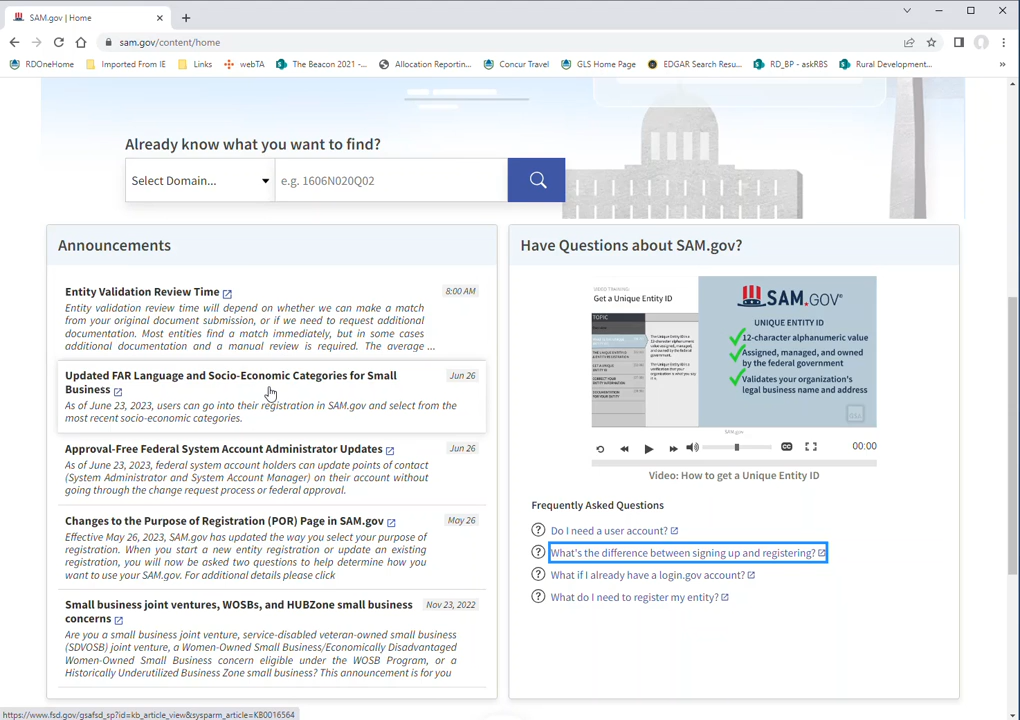 SAM.gov | Home
sam.gov/content/home
RDOneHome
Imported From IE
Links
webTA
The Beacon 2021 -...
Allocation Reportin...
Concur Travel
GLS Home Page
EDGAR Search Resu...
RD_BP - askRBS
Rural Development...
Already know what you want to find?
Select Domain...
e.g. 1606N020Q02
Announcements
Entity Validation Review Time
8:00 AM
Entity validation review time will depend on whether we can make a match
from your original document submission, or if we need to request additional
documentation. Most entities find a match immediately, but in some cases
additional documentation and a manual review is required. The average ...
Updated FAR Language and Socio-Economic Categories for Small
Business
Jun 26
As of June 23, 2023, users can go into their registration in SAM.gov and select from the
most recent socio-economic categories.
Approval-Free Federal System Account Administrator Updates
Jun 26
As of June 23, 2023, federal system account holders can update points of contact
(System Administrator and System Account Manager) on their account without
going through the change request process or federal approval.
Changes to the Purpose of Registration (POR) Page in SAM.gov
May 26
Effective May 26, 2023, SAM.gov has updated the way you select your purpose of
registration. When you start a new entity registration or update an existing
registration, you will now be asked two questions to help determine how you
want to use your SAM.gov. For additional details please click
Small business joint ventures, WOSBs, and HUBZone small business
concerns
Nov 23, 2022
Are you a small business joint venture, service-disabled veteran-owned small business
(SDVOSB) joint venture, a Women-Owned Small Business/Economically Disadvantaged
Women-Owned Small Business concern eligible under the WOSB Program, or a
Historically Underutilized Business Zone small business? This announcement is for you
Have Questions about SAM.gov?
VIDEO TRAINING:
Get a Unique Entity ID
TOPIC
SAM.GOV
UNIQUE ENTITY ID
12-character alphanumeric value
Assigned, managed, and owned
by the federal government
Validates your organization's
legal business name and address
GSA
SAM.gov
00:00
Video: How to get a Unique Entity ID
Frequently Asked Questions
Do I need a user account?
What's the difference between signing up and registering?
What if I already have a login.gov account?
What do I need to register my entity?
https://www.fsd.gov/gsafsd_sp?id=kb_article_view&sysparm_article=KB0016564